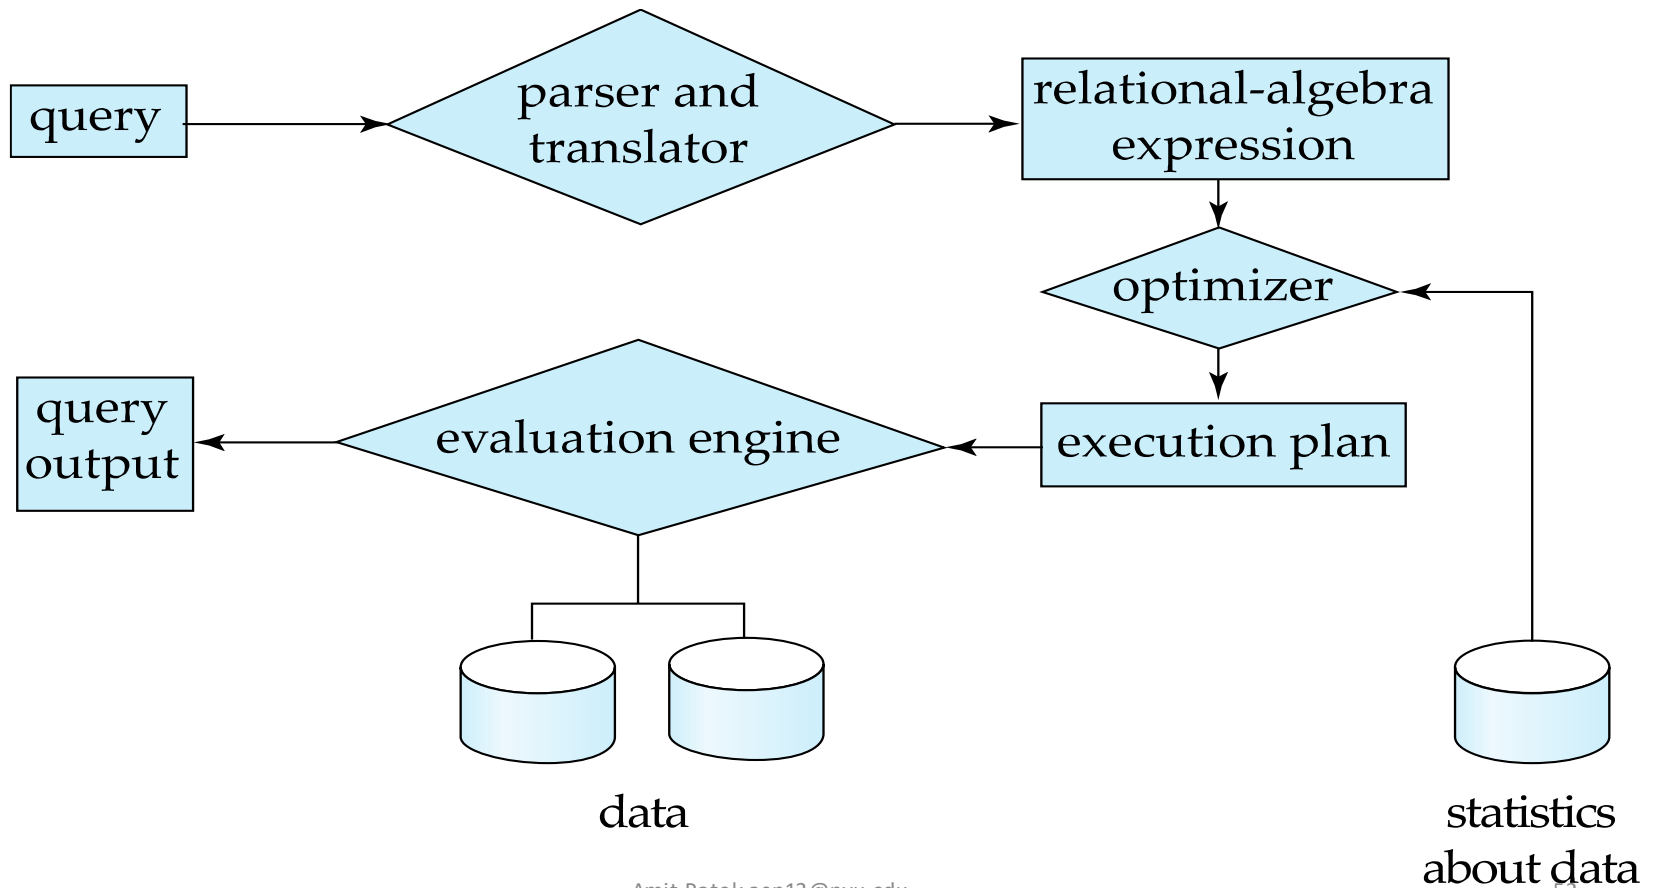 query
parser and
translator
relational-algebra
expression
optimizer
query
output
evaluation engine
execution plan
data
statistics
about data